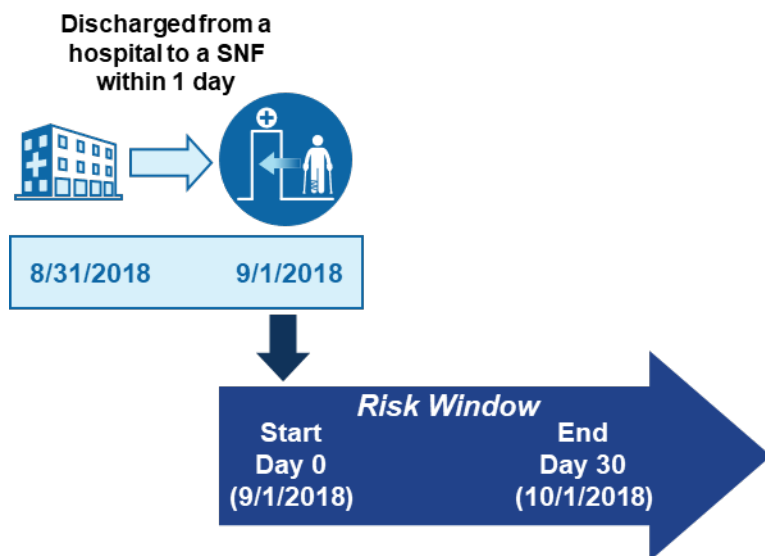 Discharged from a
hospital to a SNF
within 1 day
8/31/2018 9/1/2018
Risk Window
Start End
Day 0 Day 30
(9/1/2018) (10/1/2018)